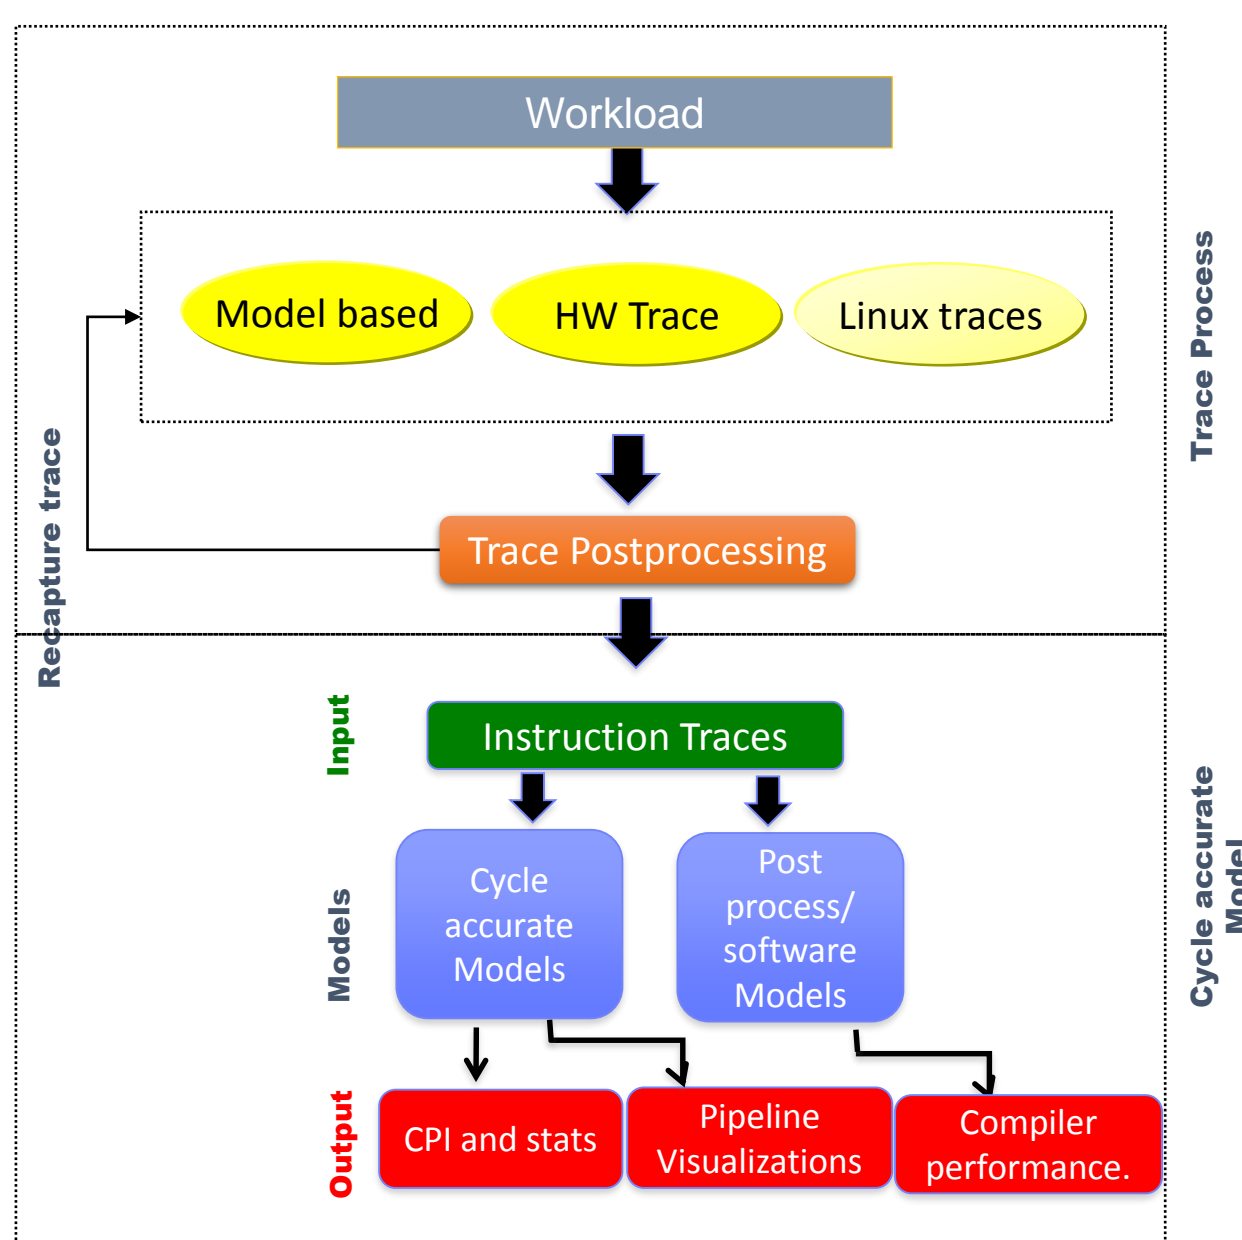 Workload
Model based
HW Trace
Linux traces
Trace Process
Recapture trace
Trace Postprocessing
Input
Instruction Traces
Cycle accurate
Model
Models
Cycle
accurate
Models
Post
process/
software
Models
Output
CPI and stats
Pipeline
Visualizations
Compiler
performance.